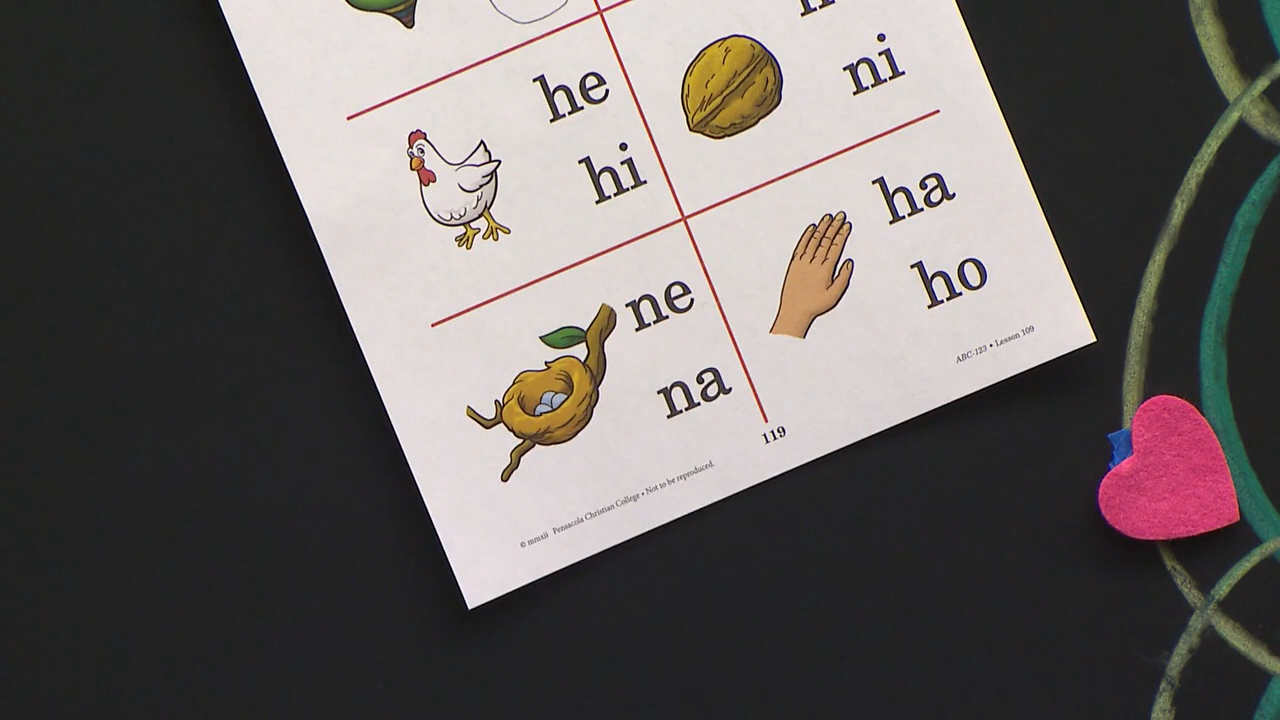 he
hi
ni
ne
na
ha
ho
ABC-123 • Lesson 109
119
© mmxii Pensacola Christian College • Not to be reproduced.